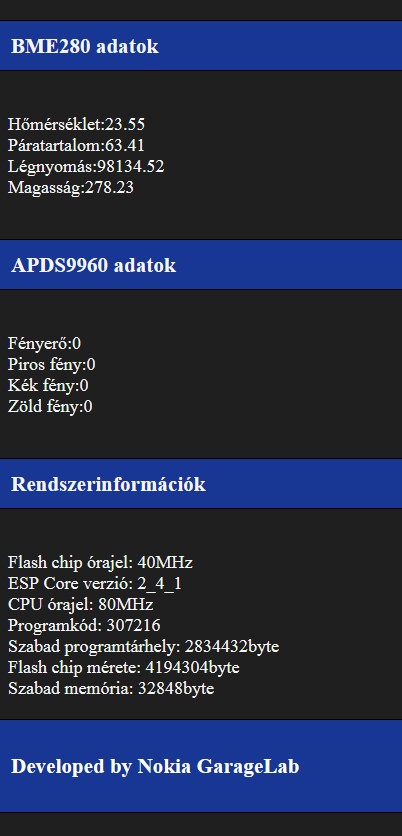 BME280 adatok
Hőmérséklet:23.55
Páratartalom:63.41
Légnyomás:98134.52
Magasság:278.23
APDS9960 adatok
Fényerő:0
Piros fény:0
Kék fény:0
Zöld fény:0
Rendszerinformációk
Flash chip órajel: 40MHz
ESP Core verzió: 2_4_1
CPU órajel: 80MHz
Programkód: 307216
Szabad programtárhely: 2834432byte
Flash chip mérete: 4194304byte
Szabad memória: 32848byte
Developed by Nokia GarageLab